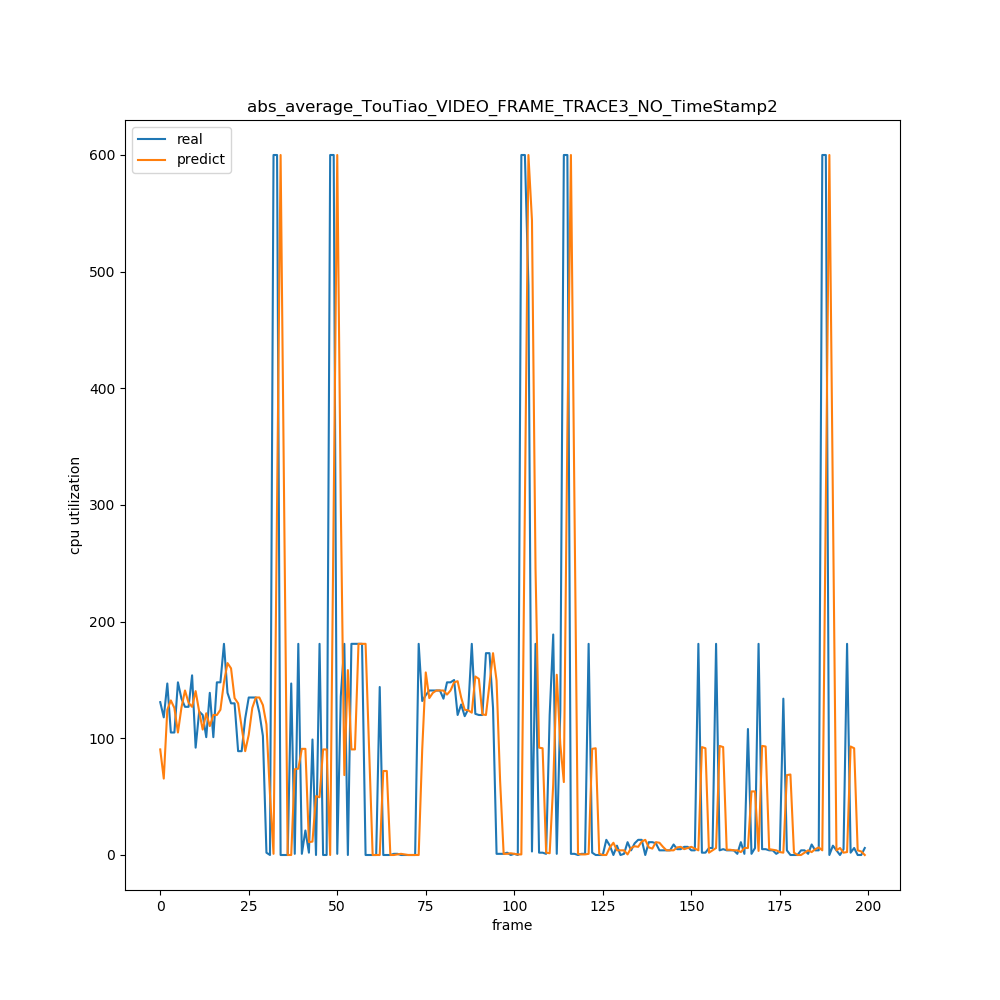 abs_average_TouTiao_VIDEO_FRAME_TRACE3_NO_TimeStamp2
real
predict
600
500
400
300
200
100
0
cpu utilization
0 25 50 75 100 125 150 175 200
frame